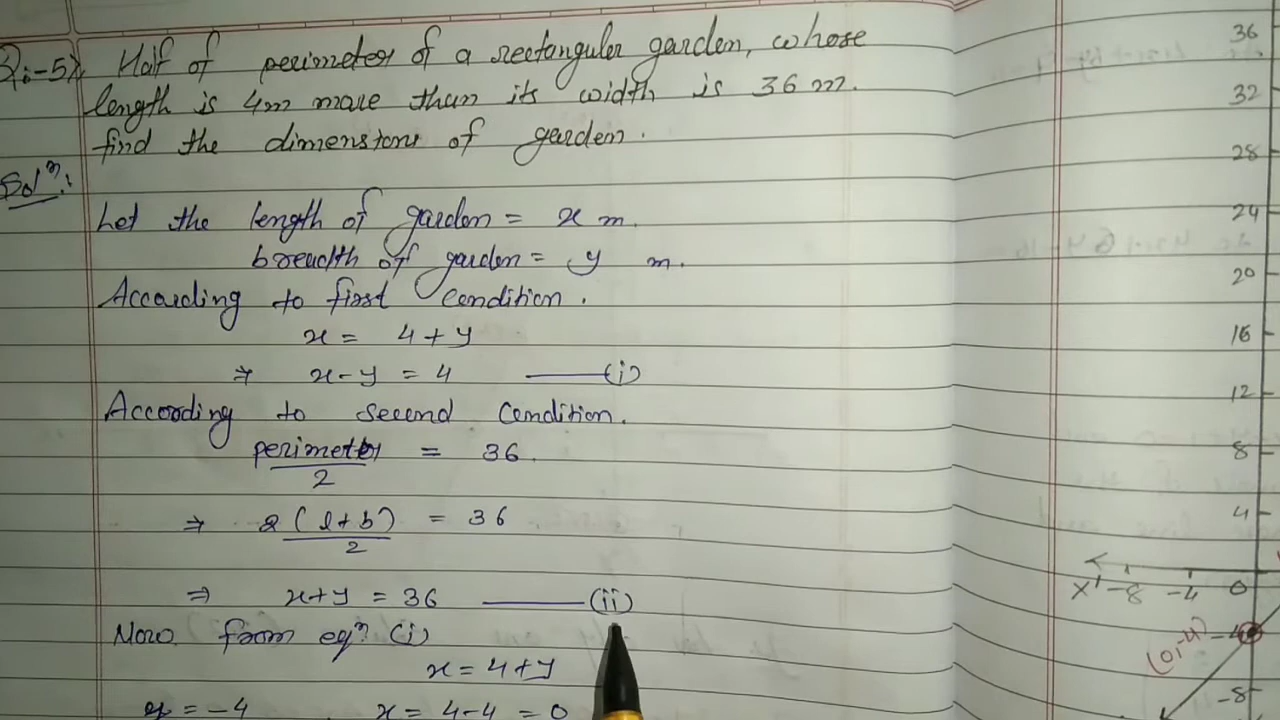 Q:-5) Half of perimeter of a rectangular garden, whose
length is 4m more than its width is 36 m.
find the dimensions of garden.
Solⁿ:
Let the length of garden = x m.
breadth of garden = y m.
According to first Condition.
x = 4 + y
⇒ x - y = 4 ——— (i)
According to second Condition.
perimeter/2 = 36.
⇒ 2(l+b)/2 = 36
⇒ x+y = 36 ——— (ii)
Now from eqⁿ (i)
x = 4+y
y = -4 x = 4-4 = 0
36
32
28
24
20
16
12
8
4
X' -8 -4 0
(0,-4) -4
-8